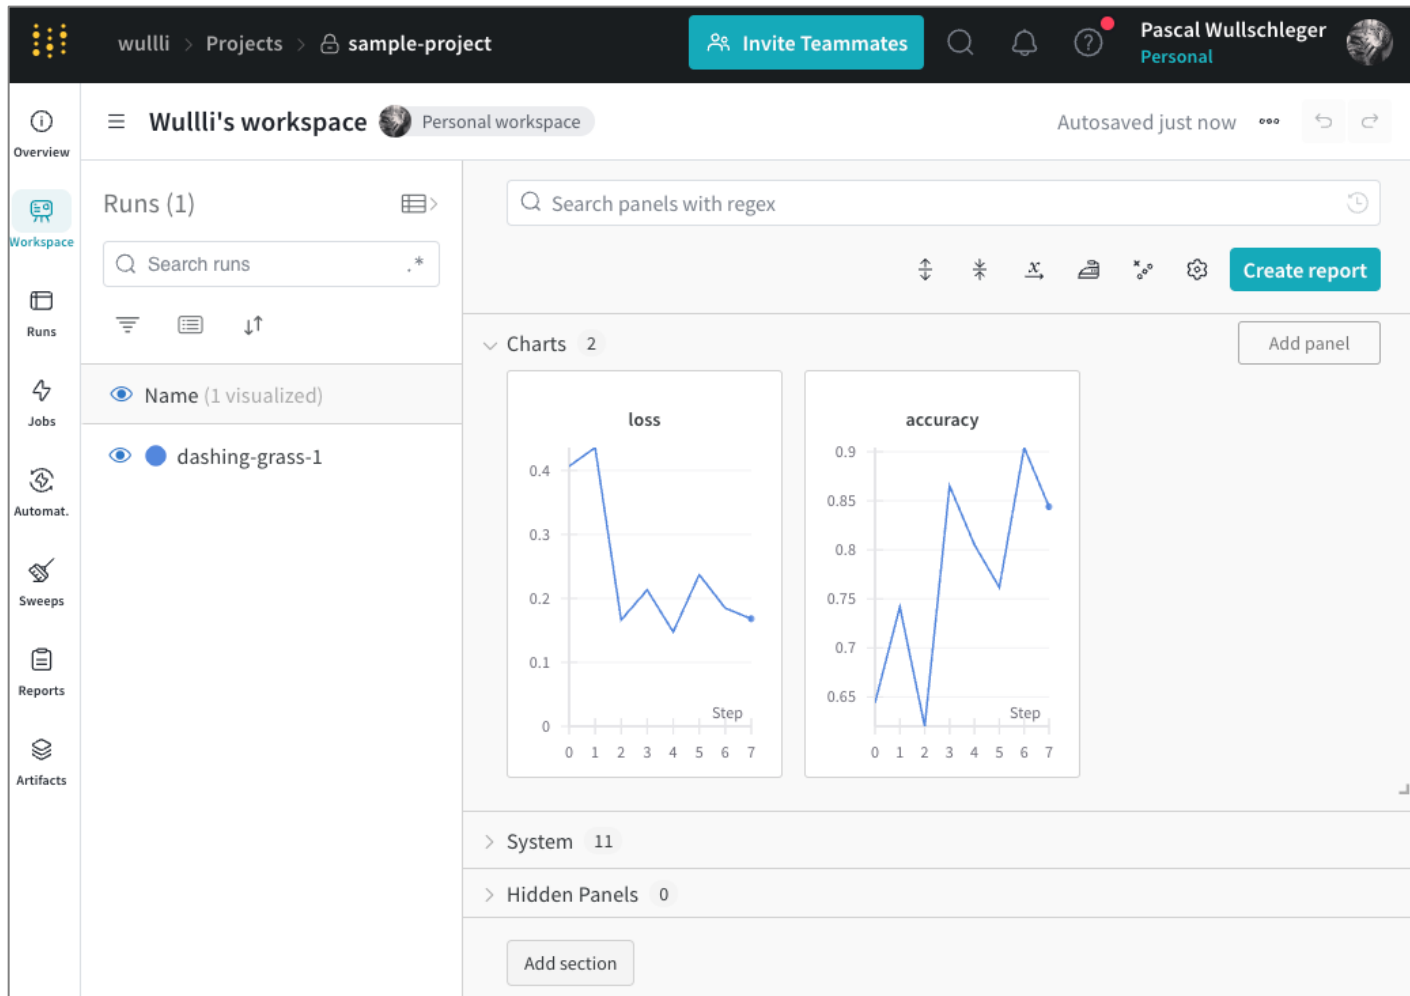 wullli > Projects > sample-project
Invite Teammates
Pascal Wullschleger
Personal
Overview
Workspace
Runs
Jobs
Automat.
Sweeps
Reports
Artifacts
Wullli's workspace
Personal workspace
Autosaved just now
Runs (1)
Search runs
.*
Name (1 visualized)
dashing-grass-1
Search panels with regex
Create report
Charts 2
Add panel
loss
0.4
0.3
0.2
0.1
0
Step
0 1 2 3 4 5 6 7
accuracy
0.9
0.85
0.8
0.75
0.7
0.65
Step
0 1 2 3 4 5 6 7
System 11
Hidden Panels 0
Add section